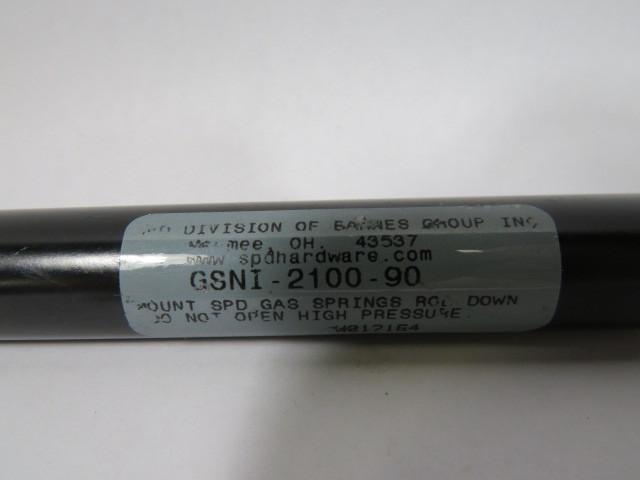 DIVISION OF BARNES GROUP INC
Maumee, OH. 43537
www.spdhardware.com
GSNI-2100-90
MOUNT SPD GAS SPRINGS ROD DOWN
DO NOT OPEN HIGH PRESSURE